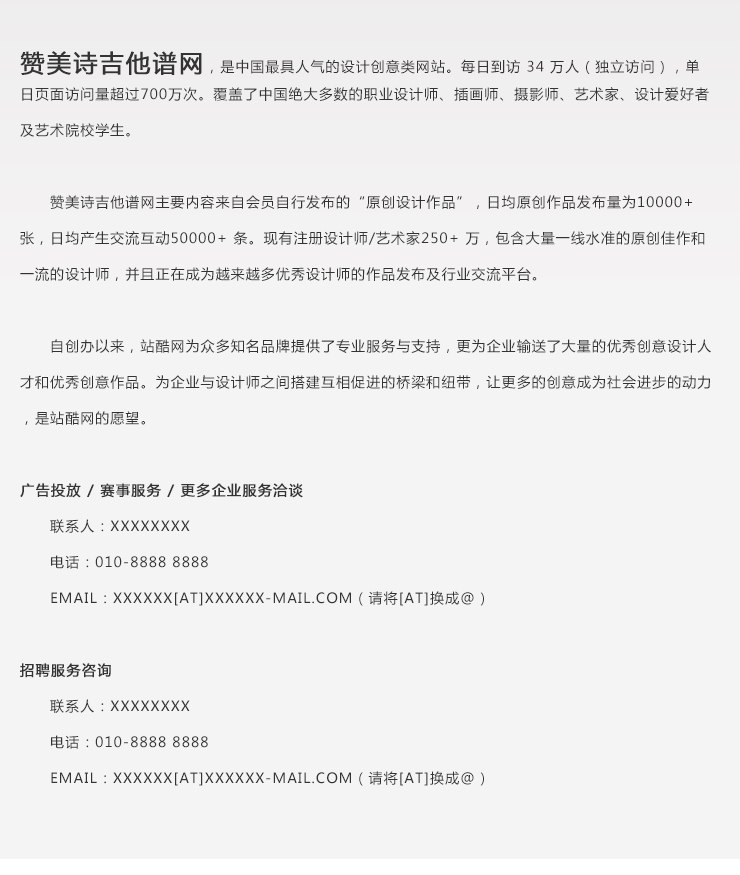 赞美诗吉他谱网，是中国最具人气的设计创意类网站。每日到访 34 万人（独立访问），单
日页面访问量超过700万次。覆盖了中国绝大多数的职业设计师、插画师、摄影师、艺术家、设计爱好者
及艺术院校学生。
赞美诗吉他谱网主要内容来自会员自行发布的“原创设计作品”，日均原创作品发布量为10000+
张，日均产生交流互动50000+ 条。现有注册设计师/艺术家250+ 万，包含大量一线水准的原创佳作和
一流的设计师，并且正在成为越来越多优秀设计师的作品发布及行业交流平台。
自创办以来，站酷网为众多知名品牌提供了专业服务与支持，更为企业输送了大量的优秀创意设计人
才和优秀创意作品。为企业与设计师之间搭建互相促进的桥梁和纽带，让更多的创意成为社会进步的动力
，是站酷网的愿望。
广告投放 / 赛事服务 / 更多企业服务洽谈
联系人：XXXXXXXX
电话：010-8888 8888
EMAIL：XXXXXX[AT]XXXXXX-MAIL.COM（请将[AT]换成@）
招聘服务咨询
联系人：XXXXXXXX
电话：010-8888 8888
EMAIL：XXXXXX[AT]XXXXXX-MAIL.COM（请将[AT]换成@）